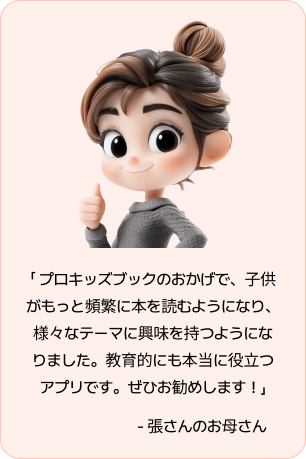 「プロキッズブックのおかげで、子供
がもっと頻繁に本を読むようになり、
様々なテーマに興味を持つようにな
りました。教育的にも本当に役立つ
アプリです。ぜひお勧めします！」
- 張さんのお母さん